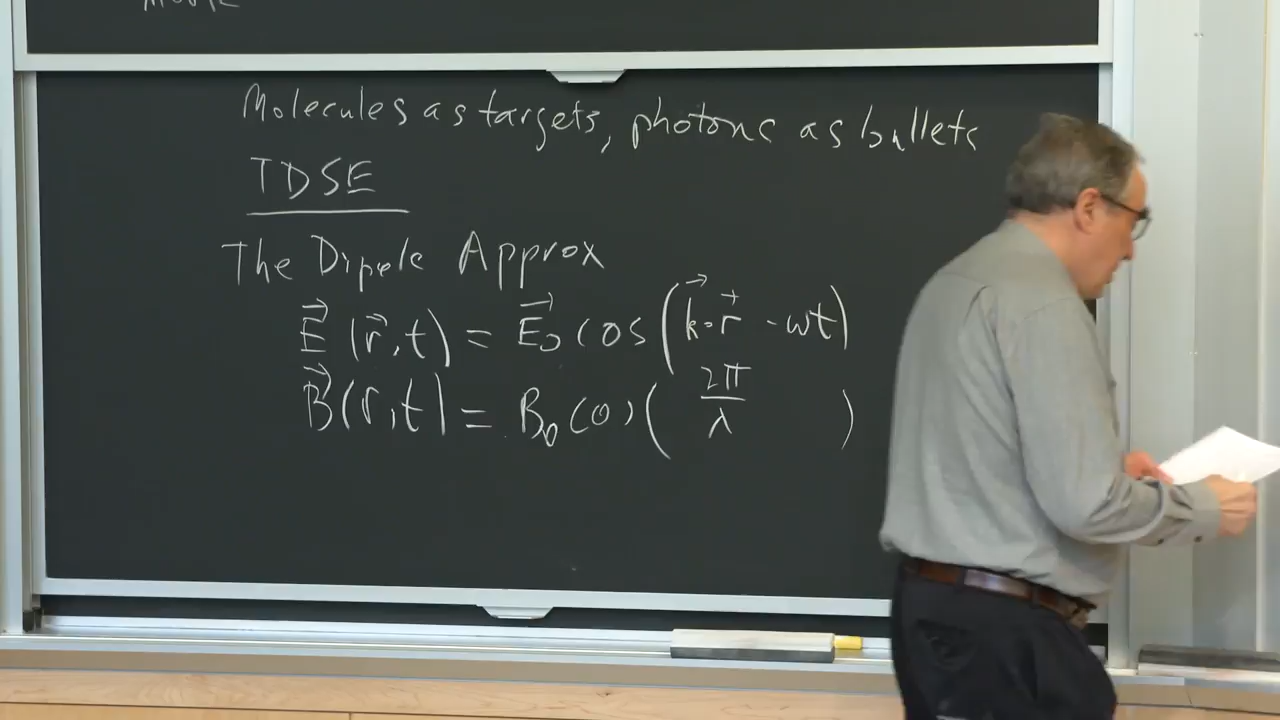 Molecules as targets, photons as bullets
TDSE
The Dipole Approx
E⃗ (r⃗,t) = E⃗₀ cos (k⃗·r⃗ - ωt)
B⃗(r,t) = B₀ cos ( 2π/λ )